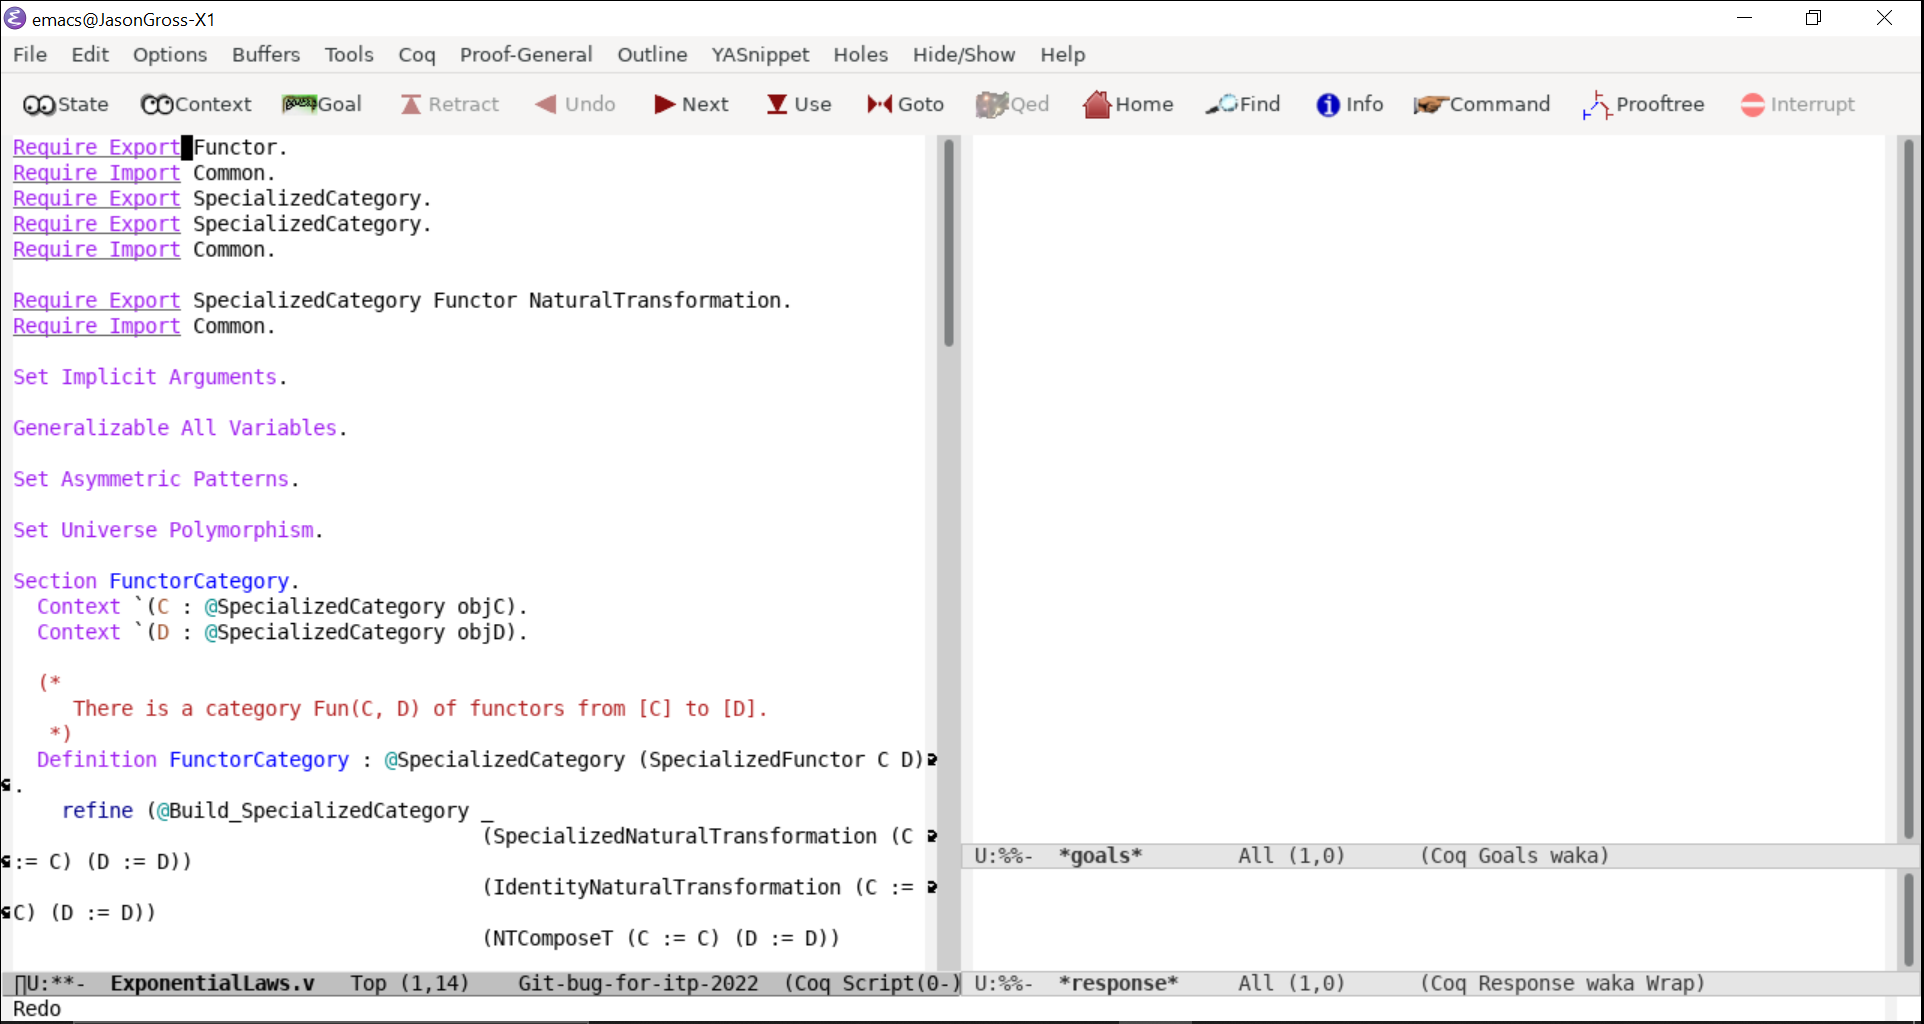 emacs@JasonGross-X1
File Edit Options Buffers Tools Coq Proof-General Outline YASnippet Holes Hide/Show Help
State Context Goal Retract Undo Next Use Goto Qed Home Find Info Command Prooftree Interrupt
Require Export Functor.
Require Import Common.
Require Export SpecializedCategory.
Require Export SpecializedCategory.
Require Import Common.
Require Export SpecializedCategory Functor NaturalTransformation.
Require Import Common.
Set Implicit Arguments.
Generalizable All Variables.
Set Asymmetric Patterns.
Set Universe Polymorphism.
Section FunctorCategory.
Context `(C : @SpecializedCategory objC).
Context `(D : @SpecializedCategory objD).
(*
There is a category Fun(C, D) of functors from [C] to [D].
*)
Definition FunctorCategory : @SpecializedCategory (SpecializedFunctor C D)
.
refine (@Build_SpecializedCategory _
(SpecializedNaturalTransformation (C
:= C) (D := D))
(IdentityNaturalTransformation (C :=
C) (D := D))
(NTComposeT (C := C) (D := D))
U:**- ExponentialLaws.v Top (1,14) Git-bug-for-itp-2022 (Coq Script(0-)
Redo
U:%%- *goals* All (1,0) (Coq Goals waka)
U:%%- *response* All (1,0) (Coq Response waka Wrap)